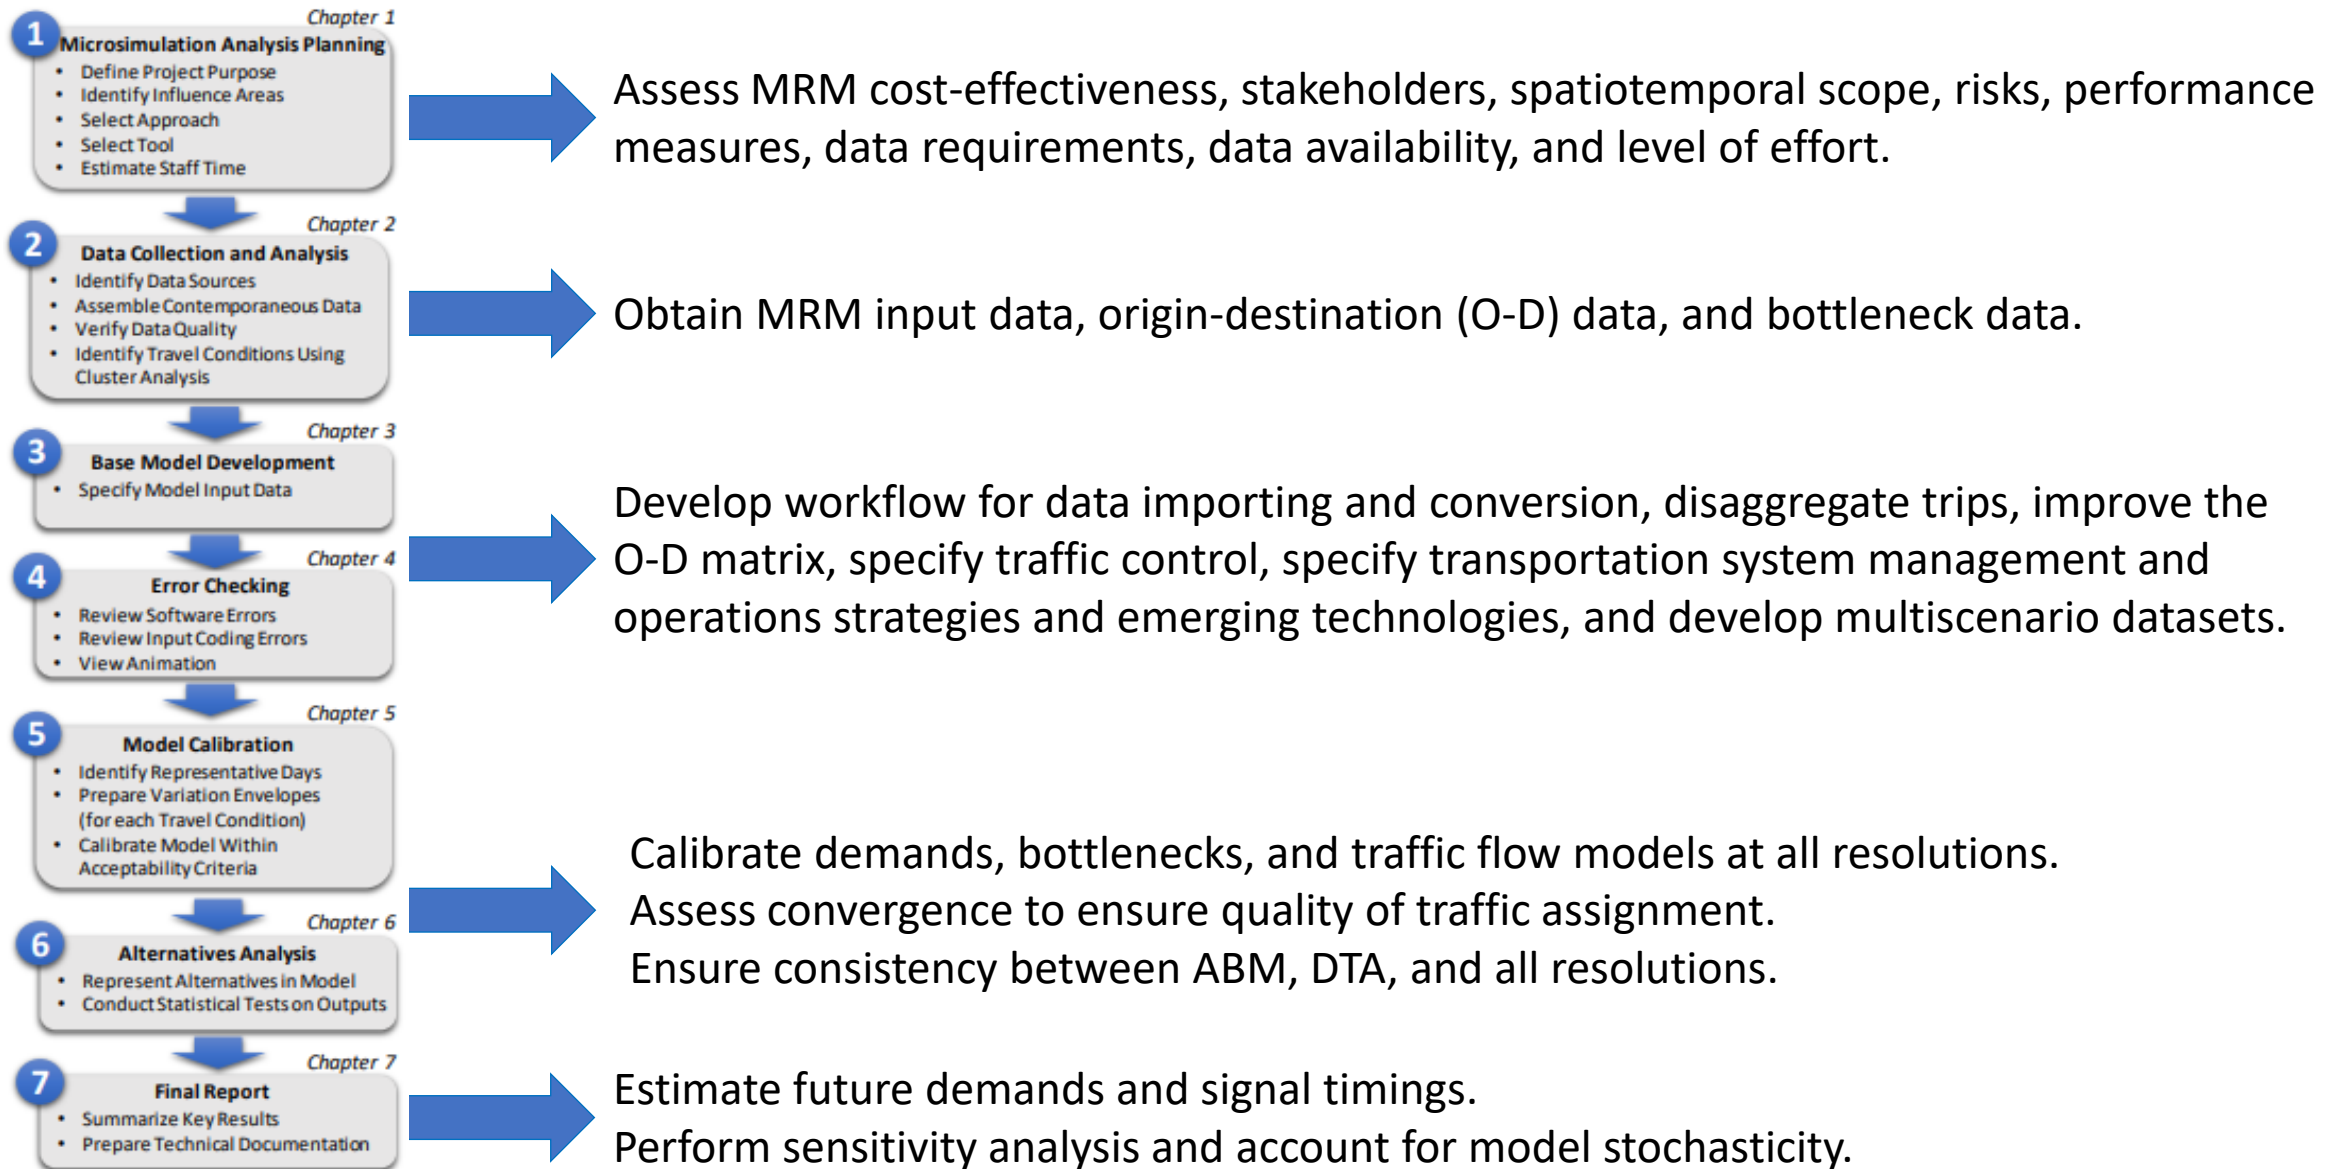 Chapter 1
1
Microsimulation Analysis Planning
• Define Project Purpose
• Identify Influence Areas
• Select Approach
• Select Tool
• Estimate Staff Time
Assess MRM cost-effectiveness, stakeholders, spatiotemporal scope, risks, performance
measures, data requirements, data availability, and level of effort.
Chapter 2
2
Data Collection and Analysis
• Identify Data Sources
• Assemble Contemporaneous Data
• Verify Data Quality
• Identify Travel Conditions Using
Cluster Analysis
Obtain MRM input data, origin-destination (O-D) data, and bottleneck data.
Chapter 3
3
Base Model Development
• Specify Model Input Data
Chapter 4
4
Error Checking
• Review Software Errors
• Review Input Coding Errors
• View Animation
Develop workflow for data importing and conversion, disaggregate trips, improve the
O-D matrix, specify traffic control, specify transportation system management and
operations strategies and emerging technologies, and develop multiscenario datasets.
Chapter 5
5
Model Calibration
• Identify Representative Days
• Prepare Variation Envelopes
(for each Travel Condition)
• Calibrate Model Within
Acceptability Criteria
Calibrate demands, bottlenecks, and traffic flow models at all resolutions.
Assess convergence to ensure quality of traffic assignment.
Ensure consistency between ABM, DTA, and all resolutions.
Chapter 6
6
Alternatives Analysis
• Represent Alternatives in Model
• Conduct Statistical Tests on Outputs
Chapter 7
7
Final Report
• Summarize Key Results
• Prepare Technical Documentation
Estimate future demands and signal timings.
Perform sensitivity analysis and account for model stochasticity.